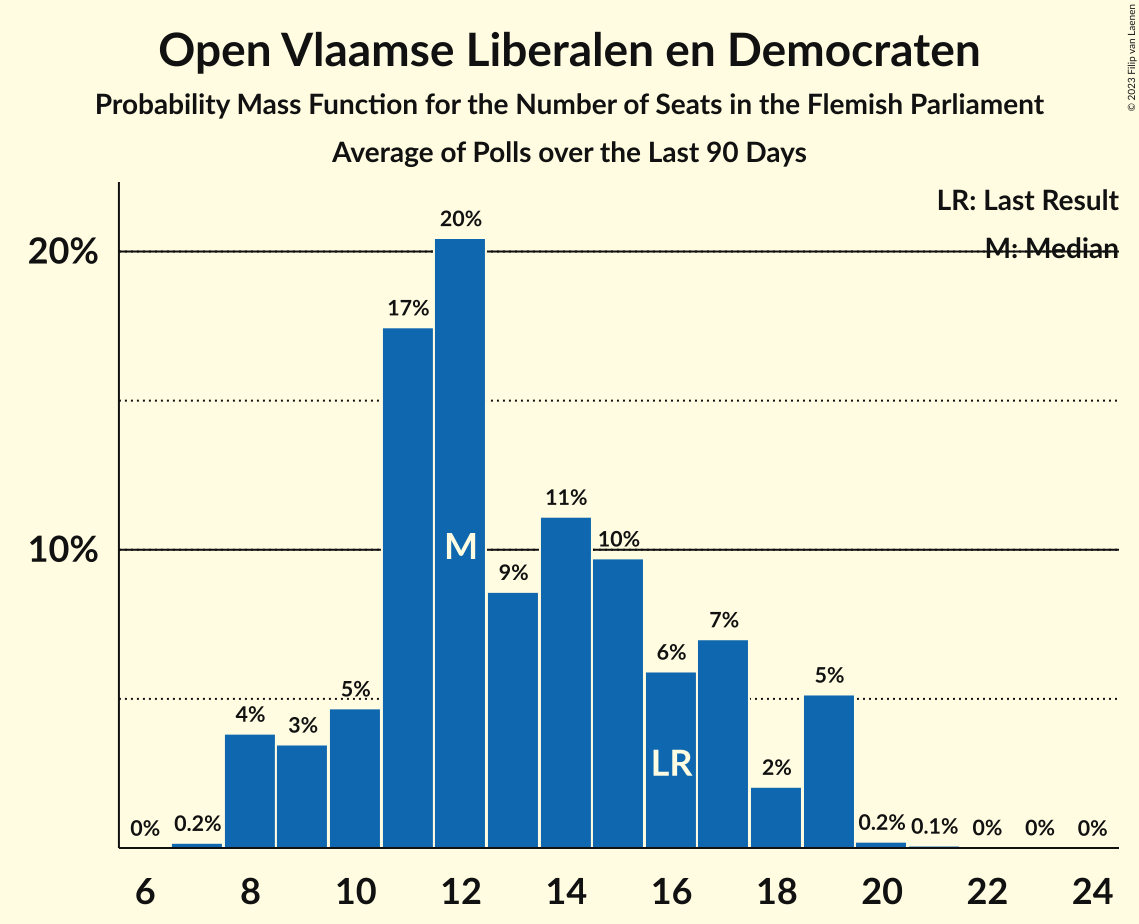 Open Vlaamse Liberalen en Democraten
Probability Mass Function for the Number of Seats in the Flemish Parliament
Average of Polls over the Last 90 Days
© 2023 Filip van Laenen
LR: Last Result
M: Median
20%
10%
0%
0.2%
4%
3%
5%
17%
20%
9%
11%
10%
6%
7%
2%
5%
0.2%
0.1%
0%
0%
0%
M
LR
6 8 10 12 14 16 18 20 22 24